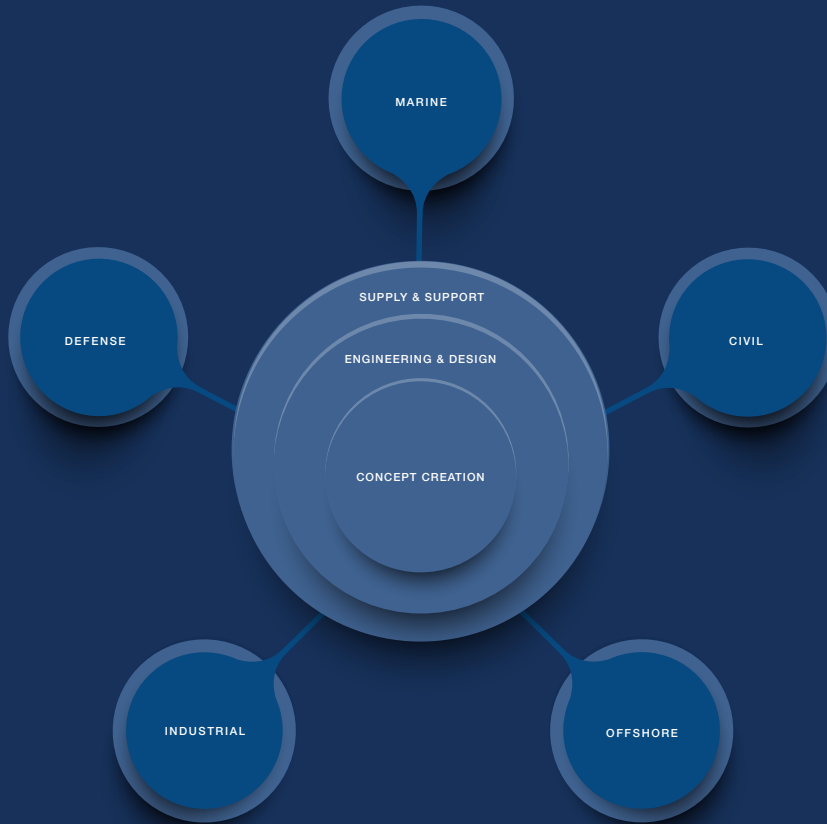 MARINE
SUPPLY & SUPPORT
DEFENSE
CIVIL
ENGINEERING & DESIGN
CONCEPT CREATION
INDUSTRIAL
OFFSHORE